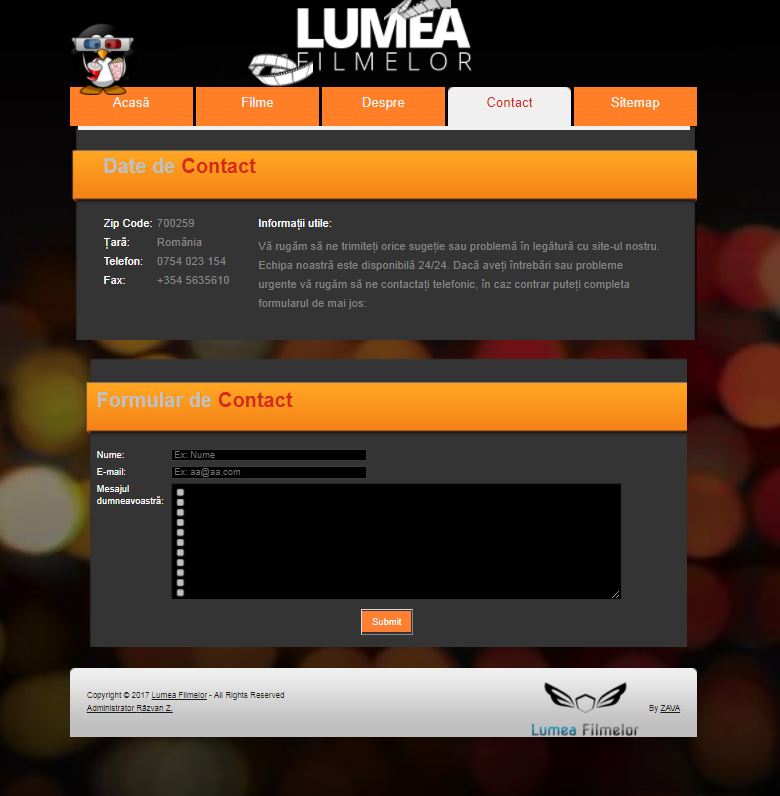 LUMEA
FILMELOR
Acasă
Filme
Despre
Contact
Sitemap
Date de Contact
Zip Code: 700259
Țară: România
Telefon: 0754 023 154
Fax: +354 5635610
Informații utile:
Vă rugăm să ne trimiteți orice sugeție sau problemă în legătură cu site-ul nostru.
Echipa noastră este disponibilă 24/24. Dacă aveți întrebări sau probleme
urgente vă rugăm să ne contactați telefonic, în caz contrar puteți completa
formularul de mai jos:
Formular de Contact
Nume: Ex: Nume
E-mail: Ex: aa@aa.com
Mesajul
dumneavoastră:
Submit
Copyright © 2017 Lumea Filmelor - All Rights Reserved
Administrator Răzvan Z.
Lumea Filmelor
By ZAVA